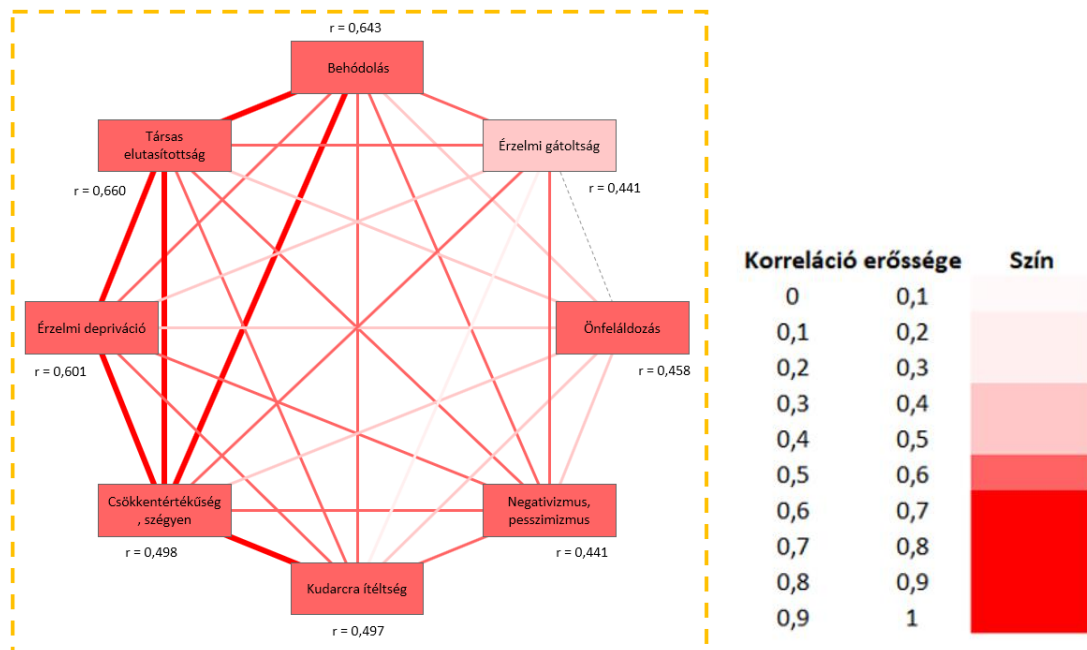 r = 0,643
Behódolás
Társas
elutasítottság
Érzelmi gátoltság
r = 0,660
r = 0,441
Érzelmi depriváció
Önfeláldozás
r = 0,601
r = 0,458
Csökkentértékűség
, szégyen
Negativizmus,
pesszimizmus
r = 0,498
r = 0,441
Kudarcra ítéltség
r = 0,497
Korreláció erőssége Szín
0 0,1
0,1 0,2
0,2 0,3
0,3 0,4
0,4 0,5
0,5 0,6
0,6 0,7
0,7 0,8
0,8 0,9
0,9 1